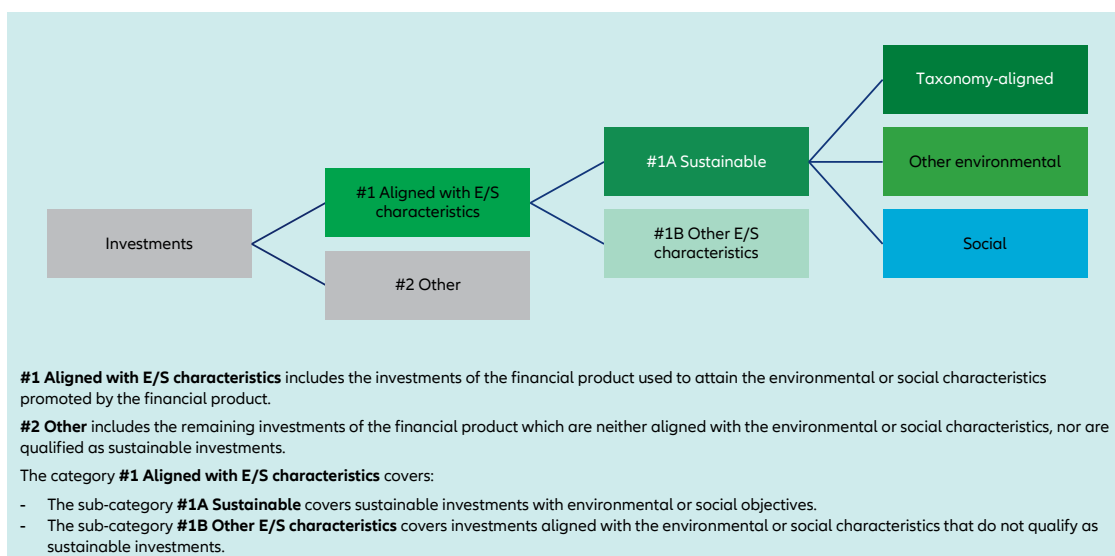 Taxonomy-aligned
#1A Sustainable
Other environmental
#1 Aligned with E/S
characteristics
#1B Other E/S
characteristics
Investments
Social
#2 Other
#1 Aligned with E/S characteristics includes the investments of the financial product used to attain the environmental or social characteristics
promoted by the financial product.
#2 Other includes the remaining investments of the financial product which are neither aligned with the environmental or social characteristics, nor are
qualified as sustainable investments.
The category #1 Aligned with E/S characteristics covers:
- The sub-category #1A Sustainable covers sustainable investments with environmental or social objectives.
- The sub-category #1B Other E/S characteristics covers investments aligned with the environmental or social characteristics that do not qualify as
sustainable investments.